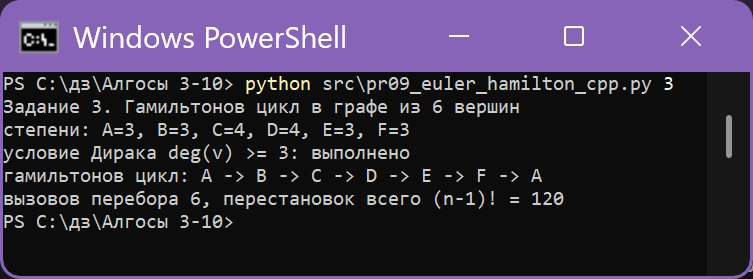 Windows PowerShell
PS C:\дз\Алгосы 3-10> python src\pr09_euler_hamilton_cpp.py 3
Задание 3. Гамильтонов цикл в графе из 6 вершин
степени: A=3, B=3, C=4, D=4, E=3, F=3
условие Дирака deg(v) >= 3: выполнено
гамильтонов цикл: A -> B -> C -> D -> E -> F -> A
вызовов перебора 6, перестановок всего (n-1)! = 120
PS C:\дз\Алгосы 3-10>